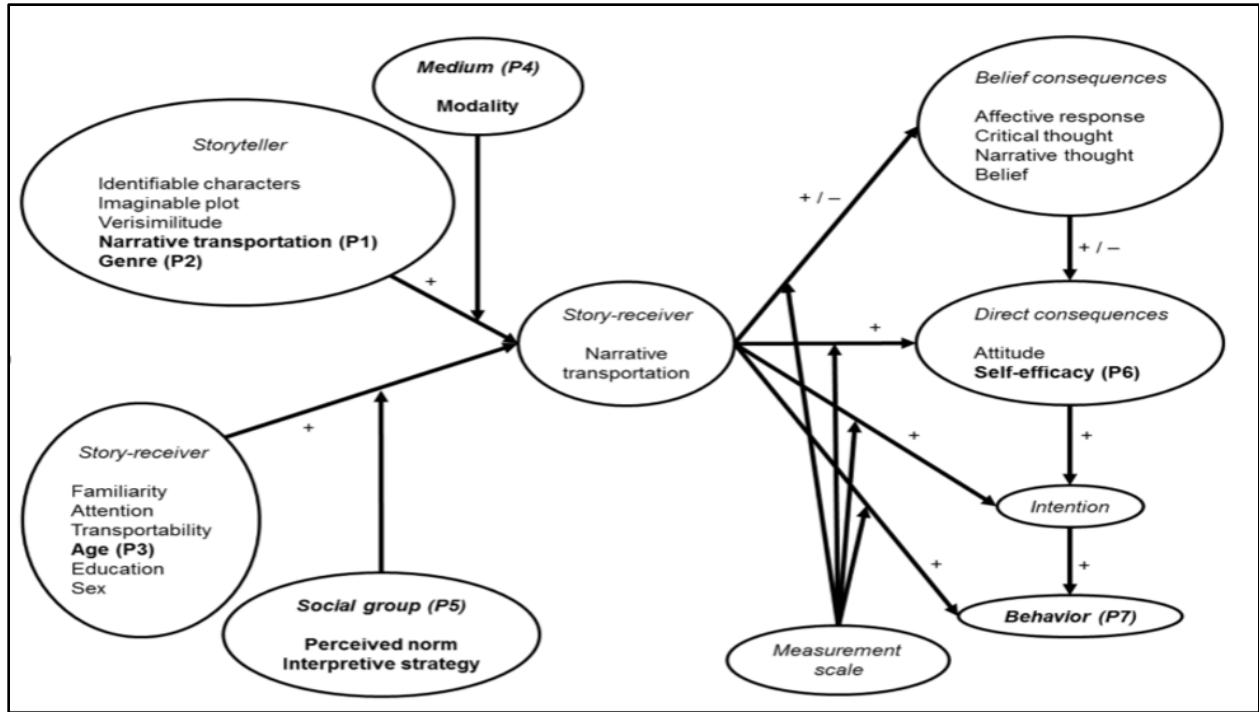 Medium (P4)
Modality
Storyteller
Identifiable characters
Imaginable plot
Verisimilitude
Narrative transportation (P1)
Genre (P2)
+
Story-receiver
Familiarity
Attention
Transportability
Age (P3)
Education
Sex
+
Social group (P5)
Perceived norm
Interpretive strategy
Story-receiver
Narrative
transportation
+ / –
+
+
+
Measurement
scale
Belief consequences
Affective response
Critical thought
Narrative thought
Belief
+ / –
Direct consequences
Attitude
Self-efficacy (P6)
+
Intention
+
Behavior (P7)